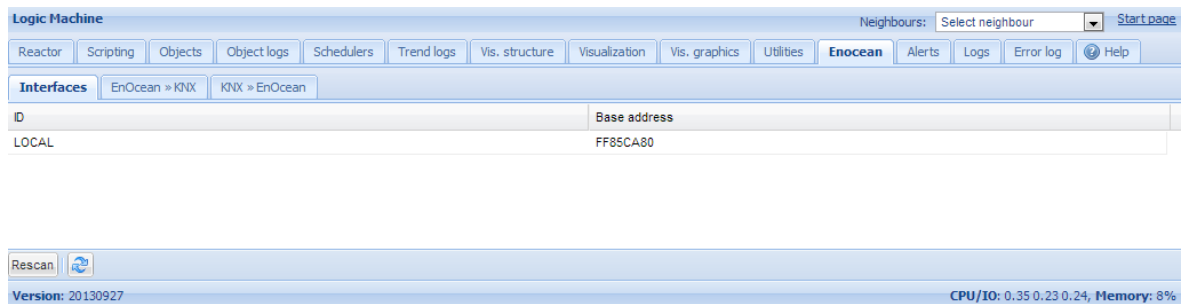 Logic Machine Neighbours: Select neighbour Start page
Reactor Scripting Objects Object logs Schedulers Trend logs Vis. structure Visualization Vis. graphics Utilities Enocean Alerts Logs Error log Help
Interfaces EnOcean » KNX KNX » EnOcean
ID Base address
LOCAL FF85CA80
Rescan
Version: 20130927 CPU/IO: 0.35 0.23 0.24, Memory: 8%